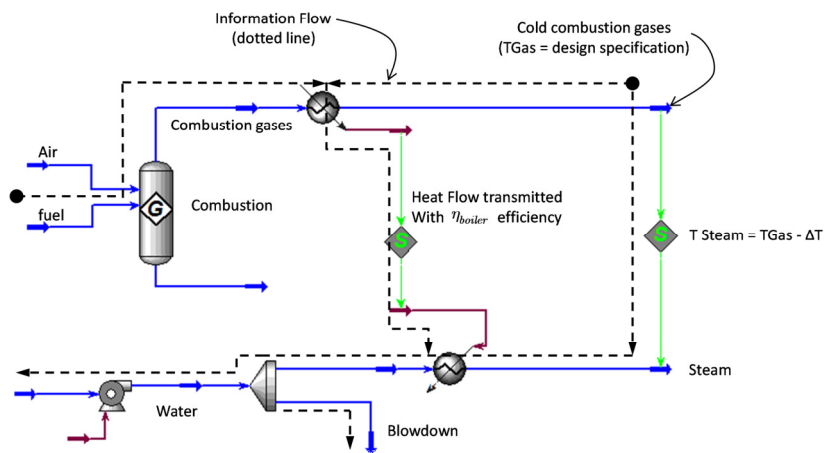 Information Flow
(dotted line)
Cold combustion gases
(TGas = design specification)
Combustion gases
Air
fuel
G
Combustion
Heat Flow transmitted
With η_boiler efficiency
S
S
T Steam = TGas - ΔT
Steam
Water
Blowdown